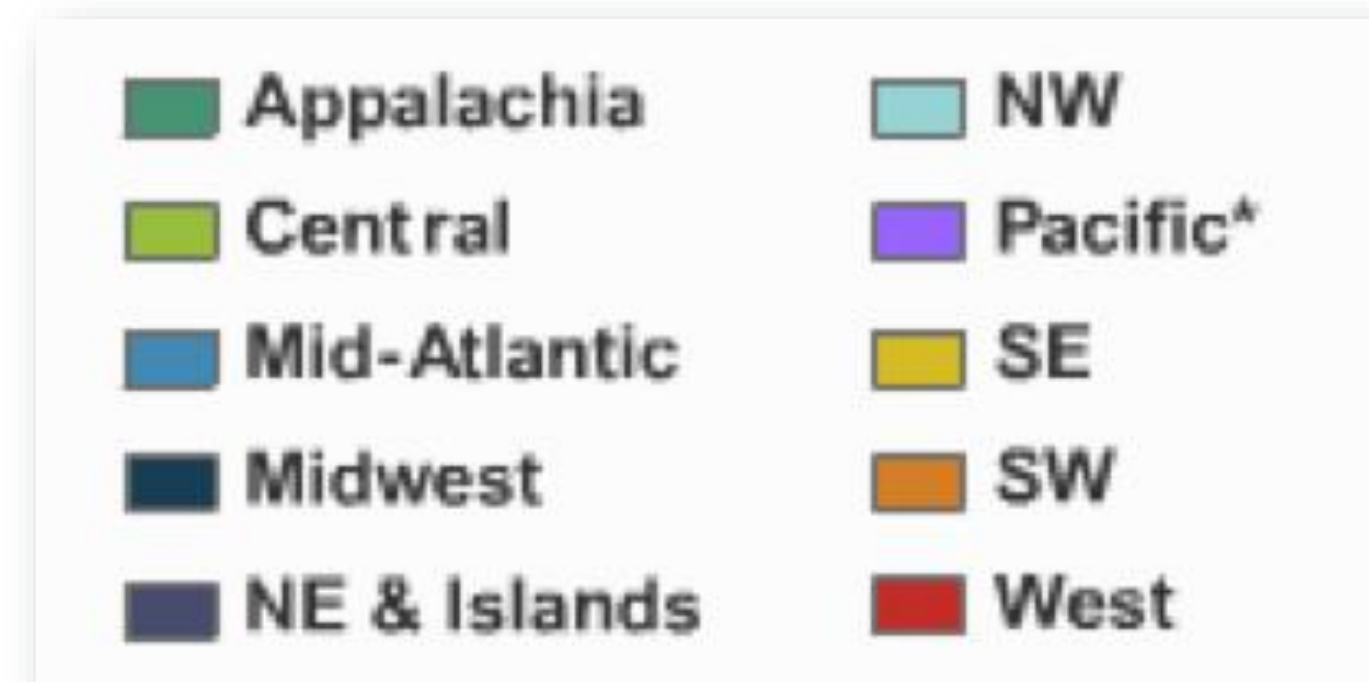 Appalachia
Central
Mid-Atlantic
Midwest
NE & Islands
NW
Pacific*
SE
SW
West